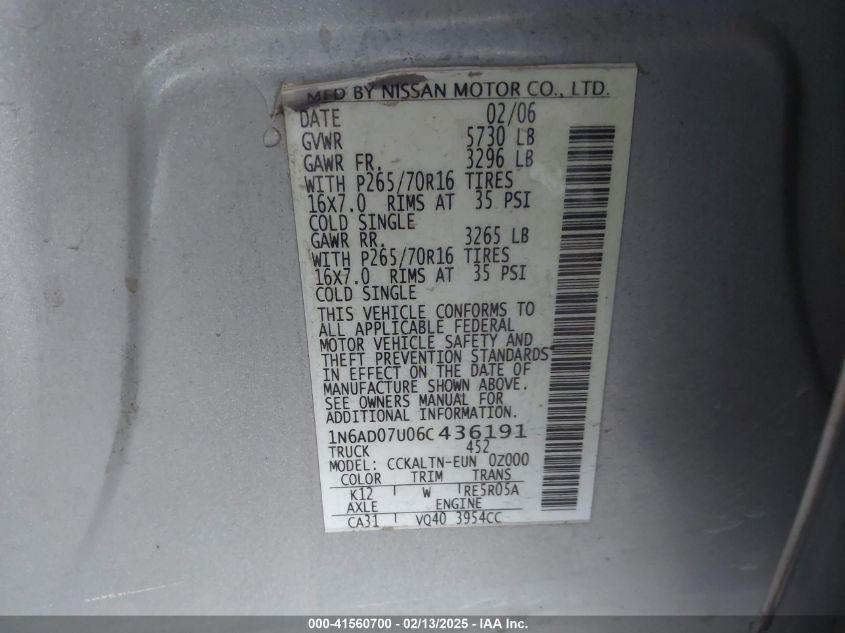 MFD BY NISSAN MOTOR CO., LTD.
DATE 02/06
GVWR 5730 LB
GAWR FR. 3296 LB
WITH P265/70R16 TIRES
16X7.0 RIMS AT 35 PSI
COLD SINGLE
GAWR RR. 3265 LB
WITH P265/70R16 TIRES
16X7.0 RIMS AT 35 PSI
COLD SINGLE
THIS VEHICLE CONFORMS TO
ALL APPLICABLE FEDERAL
MOTOR VEHICLE SAFETY AND
THEFT PREVENTION STANDARDS
IN EFFECT ON THE DATE OF
MANUFACTURE SHOWN ABOVE.
SEE OWNERS MANUAL FOR
ADDITIONAL INFORMATION.
1N6AD07U06C436191
TRUCK 452
MODEL: CCKALTN-EUN 0Z000
COLOR TRIM TRANS
K12 W RE5R05A
AXLE ENGINE
CA31 VQ40 3954CC
000-41560700 - 02/13/2025 - IAA Inc.